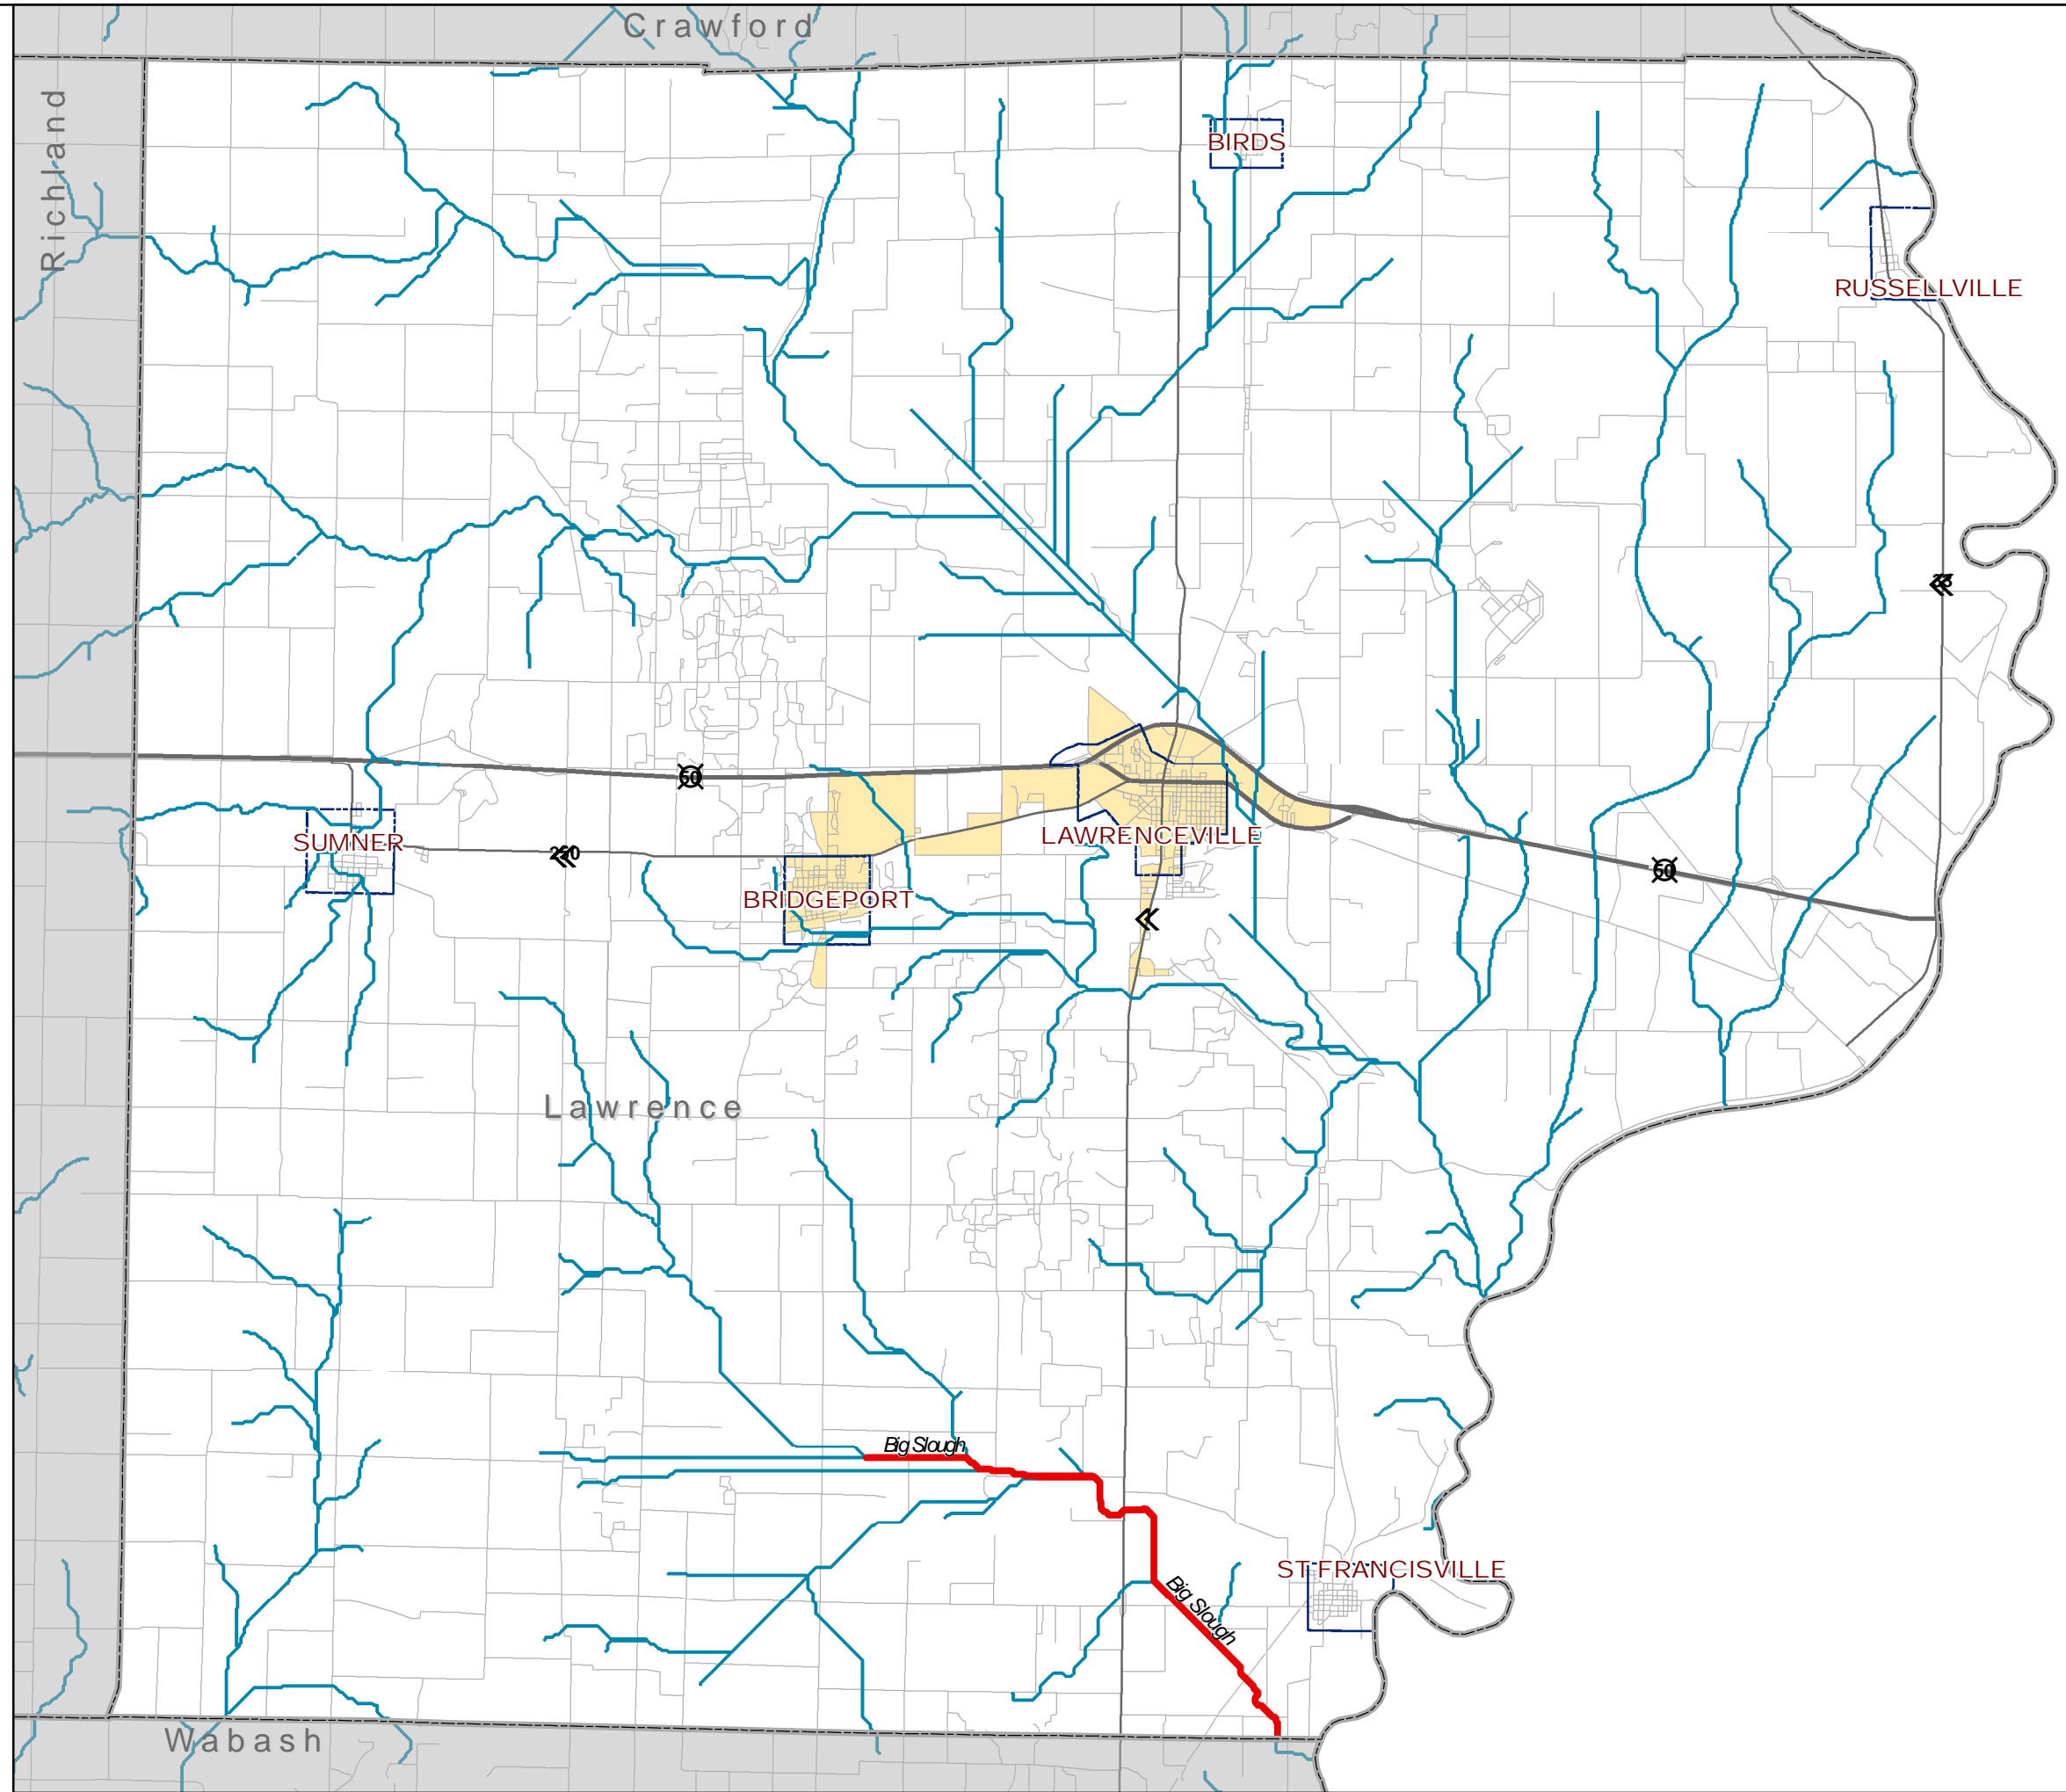 Crawford
Richland
BIRDS
RUSSELLVILLE
60
SUMNER
250
LAWRENCEVILLE
60
BRIDGEPORT
Lawrence
Big Slough
ST FRANCISVILLE
Big Slough
Wabash